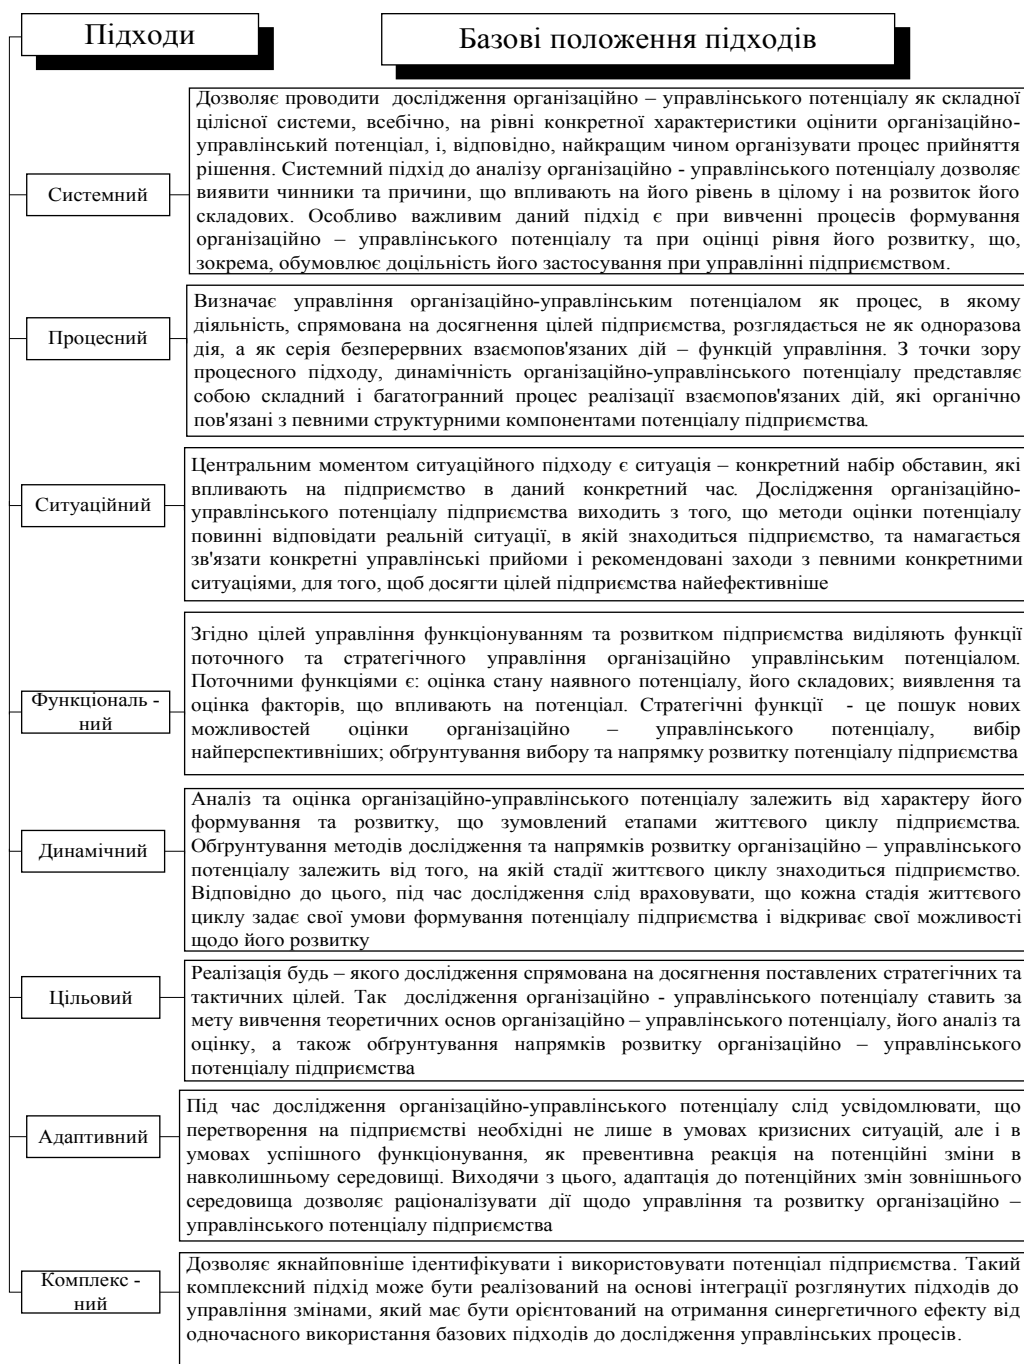 Підходи
Базові положення підходів
Системний
Дозволяє проводити дослідження організаційно – управлінського потенціалу як складної
цілісної системи, всебічно, на рівні конкретної характеристики оцінити організаційно-
управлінський потенціал, і, відповідно, найкращим чином організувати процес прийняття
рішення. Системний підхід до аналізу організаційно - управлінського потенціалу дозволяє
виявити чинники та причини, що впливають на його рівень в цілому і на розвиток його
складових. Особливо важливим даний підхід є при вивченні процесів формування
організаційно – управлінського потенціалу та при оцінці рівня його розвитку, що,
зокрема, обумовлює доцільність його застосування при управлінні підприємством.
Процесний
Визначає управління організаційно-управлінським потенціалом як процес, в якому
діяльність, спрямована на досягнення цілей підприємства, розглядається не як одноразова
дія, а як серія безперервних взаємопов'язаних дій – функцій управління. З точки зору
процесного підходу, динамічність організаційно-управлінського потенціалу представляє
собою складний і багатогранний процес реалізації взаємопов'язаних дій, які органічно
пов'язані з певними структурними компонентами потенціалу підприємства.
Ситуаційний
Центральним моментом ситуаційного підходу є ситуація – конкретний набір обставин, які
впливають на підприємство в даний конкретний час. Дослідження організаційно-
управлінського потенціалу підприємства виходить з того, що методи оцінки потенціалу
повинні відповідати реальній ситуації, в якій знаходиться підприємство, та намагається
зв'язати конкретні управлінські прийоми і рекомендовані заходи з певними конкретними
ситуаціями, для того, щоб досягти цілей підприємства найефективніше
Функціональ -
ний
Згідно цілей управління функціонуванням та розвитком підприємства виділяють функції
поточного та стратегічного управління організаційно управлінським потенціалом.
Поточними функціями є: оцінка стану наявного потенціалу, його складових; виявлення та
оцінка факторів, що впливають на потенціал. Стратегічні функції - це пошук нових
можливостей оцінки організаційно – управлінського потенціалу, вибір
найперспективніших; обґрунтування вибору та напрямку розвитку потенціалу підприємства
Динамічний
Аналіз та оцінка організаційно-управлінського потенціалу залежить від характеру його
формування та розвитку, що зумовлений етапами життєвого циклу підприємства.
Обґрунтування методів дослідження та напрямків розвитку організаційно – управлінського
потенціалу залежить від того, на якій стадії життєвого циклу знаходиться підприємство.
Відповідно до цього, під час дослідження слід враховувати, що кожна стадія життєвого
циклу задає свої умови формування потенціалу підприємства і відкриває свої можливості
щодо його розвитку
Цільовий
Реалізація будь – якого дослідження спрямована на досягнення поставлених стратегічних та
тактичних цілей. Так дослідження організаційно - управлінського потенціалу ставить за
мету вивчення теоретичних основ організаційно – управлінського потенціалу, його аналіз та
оцінку, а також обґрунтування напрямків розвитку організаційно – управлінського
потенціалу підприємства
Адаптивний
Під час дослідження організаційно-управлінського потенціалу слід усвідомлювати, що
перетворення на підприємстві необхідні не лише в умовах кризисних ситуацій, але і в
умовах успішного функціонування, як превентивна реакція на потенційні зміни в
навколишньому середовищі. Виходячи з цього, адаптація до потенційних змін зовнішнього
середовища дозволяє раціоналізувати дії щодо управління та розвитку організаційно –
управлінського потенціалу підприємства
Комплекс -
ний
Дозволяє якнайповніше ідентифікувати і використовувати потенціал підприємства. Такий
комплексний підхід може бути реалізований на основі інтеграції розглянутих підходів до
управління змінами, який має бути орієнтований на отримання синергетичного ефекту від
одночасного використання базових підходів до дослідження управлінських процесів.